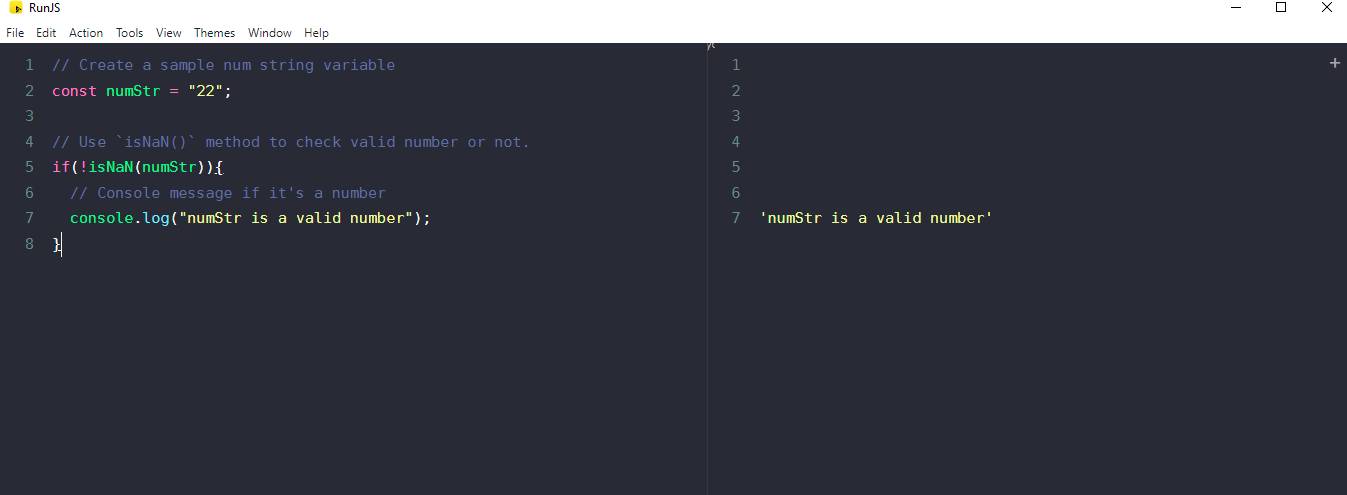 RunJS
File Edit Action Tools View Themes Window Help
1 // Create a sample num string variable
2 const numStr = "22";
3
4 // Use `isNaN()` method to check valid number or not.
5 if(!isNaN(numStr)){
6 // Console message if it's a number
7 console.log("numStr is a valid number");
8 }
1
2
3
4
5
6
7 'numStr is a valid number'